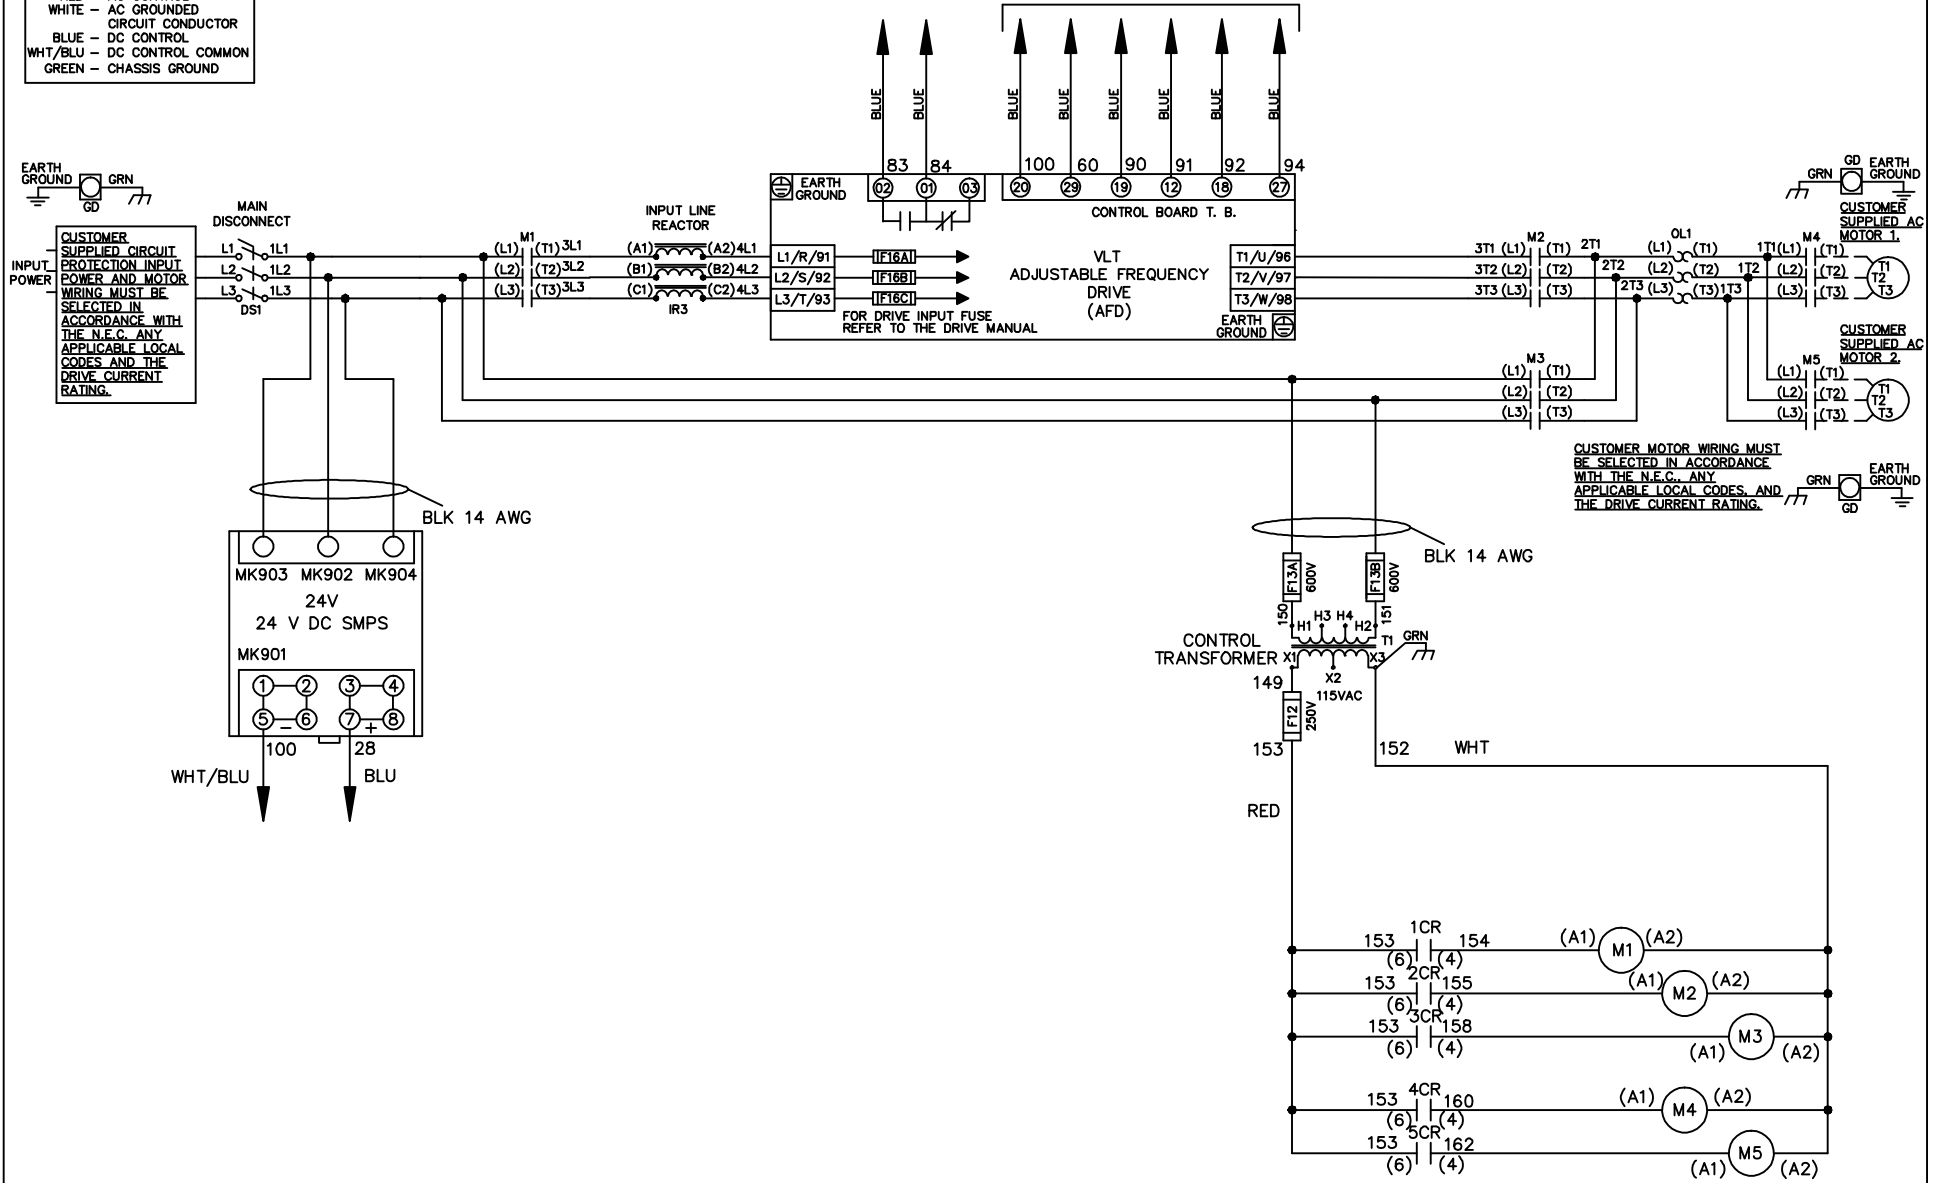 WHITE – AC GROUNDED
CIRCUIT CONDUCTOR
BLUE – DC CONTROL
WHT/BLU – DC CONTROL COMMON
GREEN – CHASSIS GROUND
BLUE BLUE BLUE BLUE BLUE BLUE BLUE BLUE
83 84 100 60 90 91 92 94
02 01 03 20 29 19 12 18 27
EARTH
GROUND
GRN
GD
EARTH
GROUND
CONTROL BOARD T. B.
GD EARTH
GRN GROUND
MAIN
DISCONNECT
INPUT LINE
REACTOR
CUSTOMER
SUPPLIED AC
MOTOR 1.
INPUT
POWER
CUSTOMER
SUPPLIED CIRCUIT
PROTECTION INPUT
POWER AND MOTOR
WIRING MUST BE
SELECTED IN
ACCORDANCE WITH
THE N.E.C. ANY
APPLICABLE LOCAL
CODES AND THE
DRIVE CURRENT
RATING.
L1 1L1
L2 1L2
L3 1L3
DS1
M1
(L1) (T1) 3L1
(L2) (T2) 3L2
(L3) (T3) 3L3
(A1) (A2) 4L1
(B1) (B2) 4L2
(C1) (C2) 4L3
IR3
L1/R/91
L2/S/92
L3/T/93
F16A
F16B
F16C
FOR DRIVE INPUT FUSE
REFER TO THE DRIVE MANUAL
VLT
ADJUSTABLE FREQUENCY
DRIVE
(AFD)
T1/U/96
T2/V/97
T3/W/98
EARTH
GROUND
M2
3T1 (L1) (T1) 2T1
3T2 (L2) (T2) 2T2
3T3 (L3) (T3) 2T3
OL1
(L1) (T1) 1T1
(L2) (T2) 1T2
(L3) (T3) 1T3
M4
(L1) (T1)
(L2) (T2)
(L3) (T3)
T1
T2
T3
CUSTOMER
SUPPLIED AC
MOTOR 2.
M3
(L1) (T1)
(L2) (T2)
(L3) (T3)
M5
(L1) (T1)
(L2) (T2)
(L3) (T3)
T1
T2
T3
CUSTOMER MOTOR WIRING MUST
BE SELECTED IN ACCORDANCE
WITH THE N.E.C., ANY
APPLICABLE LOCAL CODES, AND
THE DRIVE CURRENT RATING.
GRN
GD
EARTH
GROUND
BLK 14 AWG
MK903 MK902 MK904
24V
24 V DC SMPS
MK901
1 2 3 4
5 – 6 7 + 8
100 28
WHT/BLU BLU
BLK 14 AWG
F13A 600V
F13B 600V
150 151
H1 H3 H4 H2
T1
GRN
CONTROL
TRANSFORMER
X1 X3
X2
115VAC
149
F12 250V
153
152
WHT
RED
1CR
153 154
(6) (4)
(A1) M1 (A2)
2CR
153 155
(6) (4)
(A1) M2 (A2)
3CR
153 158
(6) (4)
(A1) M3 (A2)
4CR
153 160
(6) (4)
(A1) M4 (A2)
5CR
153 162
(6) (4)
(A1) M5 (A2)